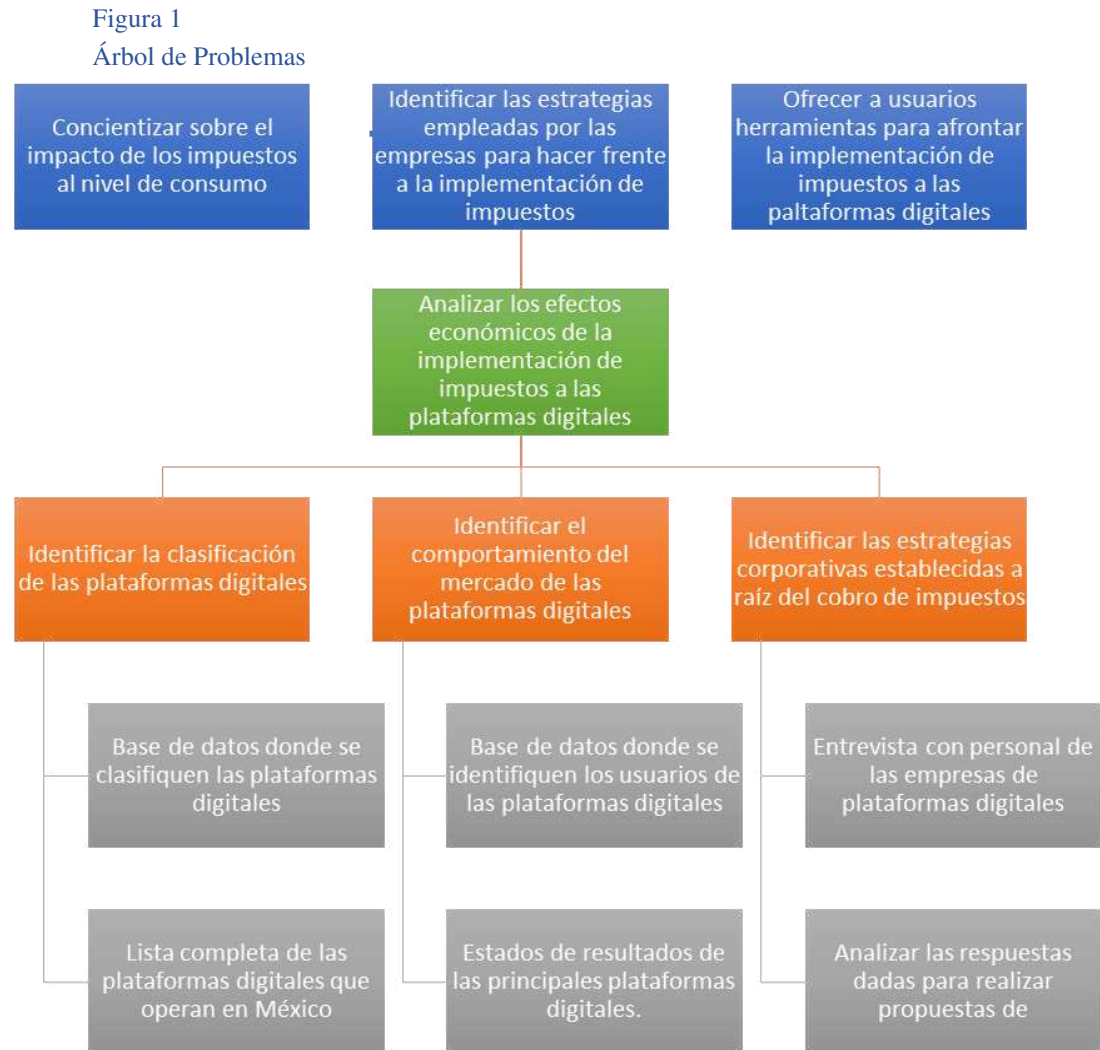 Figura 1
Árbol de Problemas
Concientizar sobre el
impacto de los impuestos
al nivel de consumo
Identificar las estrategias
empleadas por las
empresas para hacer frente
a la implementación de
impuestos
Ofrecer a usuarios
herramientas para afrontar
la implementación de
impuestos a las
paltaformas digitales
Analizar los efectos
económicos de la
implementación de
impuestos a las
plataformas digitales
Identificar la clasificación
de las plataformas digitales
Identificar el
comportamiento del
mercado de las
plataformas digitales
Identificar las estrategias
corporativas establecidas a
raíz del cobro de impuestos
Base de datos donde se
clasifiquen las plataformas
digitales
Base de datos donde se
identifiquen los usuarios de
las plataformas digitales
Entrevista con personal de
las empresas de
plataformas digitales
Lista completa de las
plataformas digitales que
operan en México
Estados de resultados de
las principales plataformas
digitales.
Analizar las respuestas
dadas para realizar
propuestas de